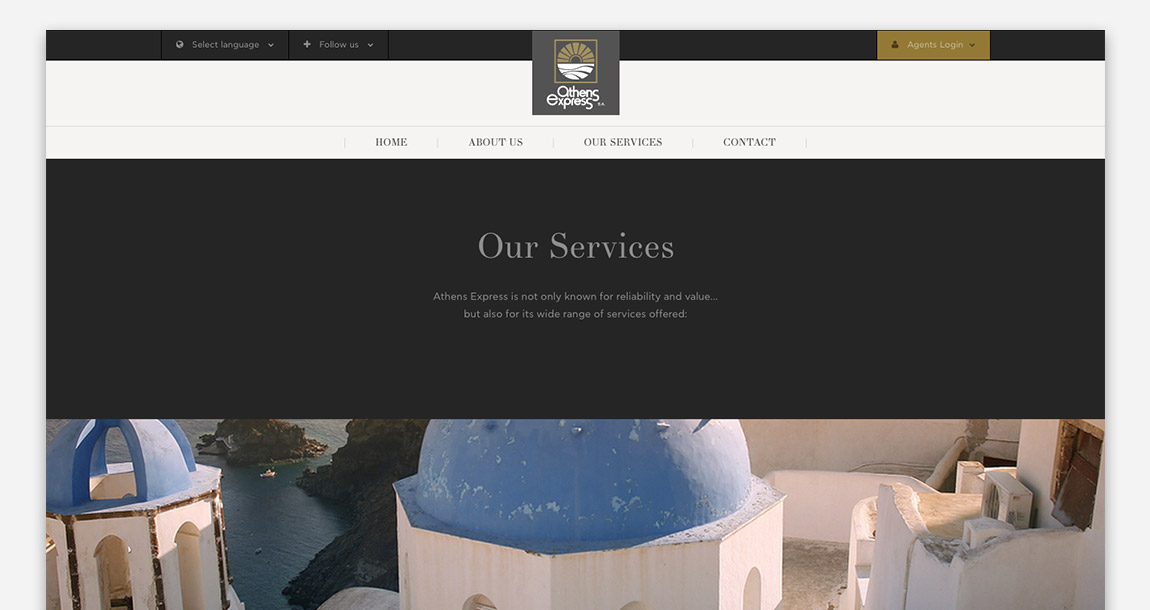 Select language
Follow us
Agents Login
Athens
express S.A.
HOME
ABOUT US
OUR SERVICES
CONTACT
Our Services
Athens Express is not only known for reliability and value...
but also for its wide range of services offered: